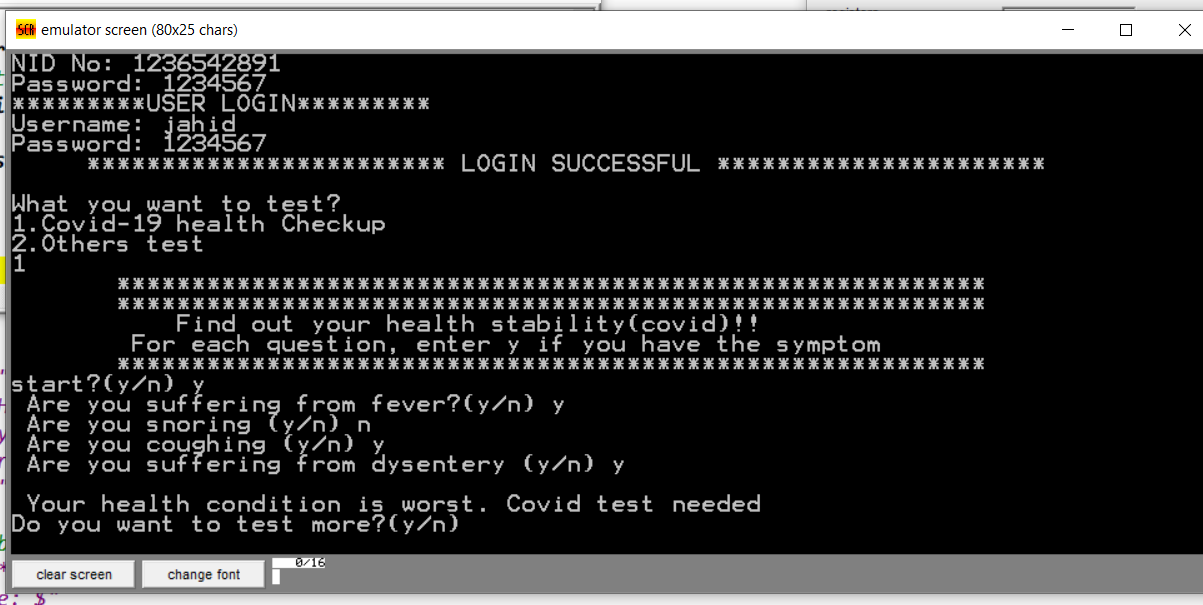 SCR emulator screen (80x25 chars)
NID No: 1236542891
Password: 1234567
*********USER LOGIN*********
Username: jahid
Password: 1234567
************************ LOGIN SUCCESSFUL **********************
What you want to test?
1.Covid-19 health Checkup
2.Others test
1
**********************************************************
**********************************************************
Find out your health stability(covid)!!
For each question, enter y if you have the symptom
**********************************************************
start?(y/n) y
Are you suffering from fever?(y/n) y
Are you snoring (y/n) n
Are you coughing (y/n) y
Are you suffering from dysentery (y/n) y
Your health condition is worst. Covid test needed
Do you want to test more?(y/n)
clear screen change font 0/16
e: $"